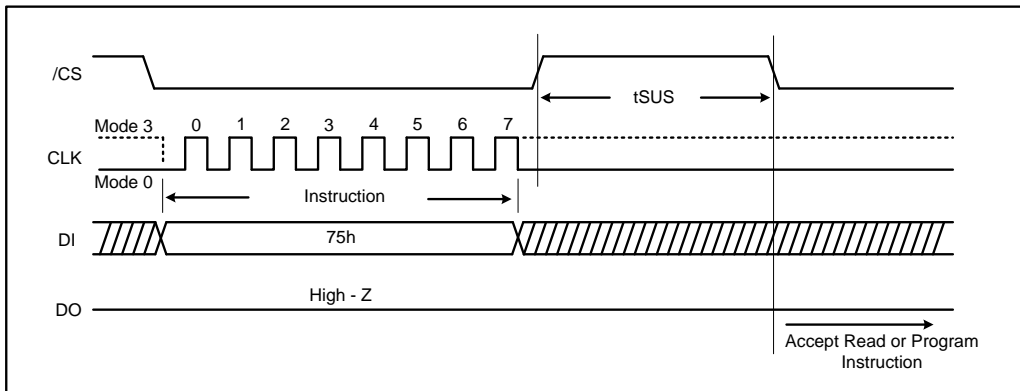 /CS
tSUS
Mode 3
0 1 2 3 4 5 6 7
CLK
Mode 0
Instruction
DI
75h
High - Z
DO
Accept Read or Program
Instruction